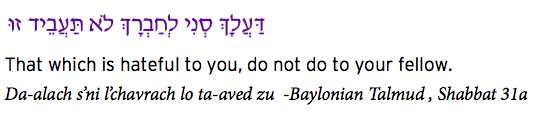 דַּעֲלָךְ סְנִי לְחַבְרָךְ לֹא תַּעֲבֵיד זוּ
That which is hateful to you, do not do to your fellow.
Da-alach s’ni l’chavrach lo ta-aved zu -Baylonian Talmud , Shabbat 31a